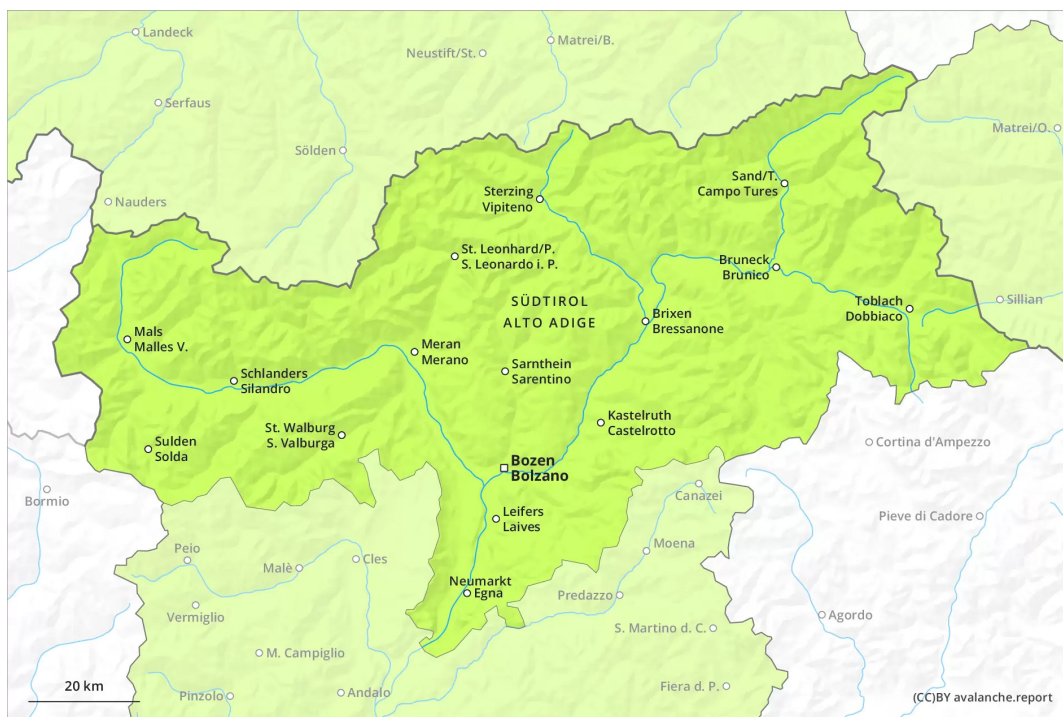 Landeck
Neustift/St.
Matrei/B.
Serfaus
Matrei/O.
Sölden
Sand/T.
Campo Tures
Sterzing
Vipiteno
Nauders
St. Leonhard/P.
S. Leonardo i. P.
Bruneck
Brunico
SÜDTIROL
ALTO ADIGE
Toblach
Dobbiaco
Sillian
Brixen
Bressanone
Mals
Malles V.
Meran
Merano
Sarnthein
Sarentino
Schlanders
Silandro
Kastelruth
Castelrotto
St. Walburg
S. Valburga
Sulden
Solda
Cortina d'Ampezzo
Bozen
Bolzano
Bormio
Canazei
Leifers
Laives
Pieve di Cadore
Peio
Cles
Moena
Malè
Neumarkt
Egna
Predazzo
Vermiglio
Agordo
S. Martino d. C.
M. Campiglio
20 km
Pinzolo
Andalo
Fiera d. P.
(CC)BY avalanche.report